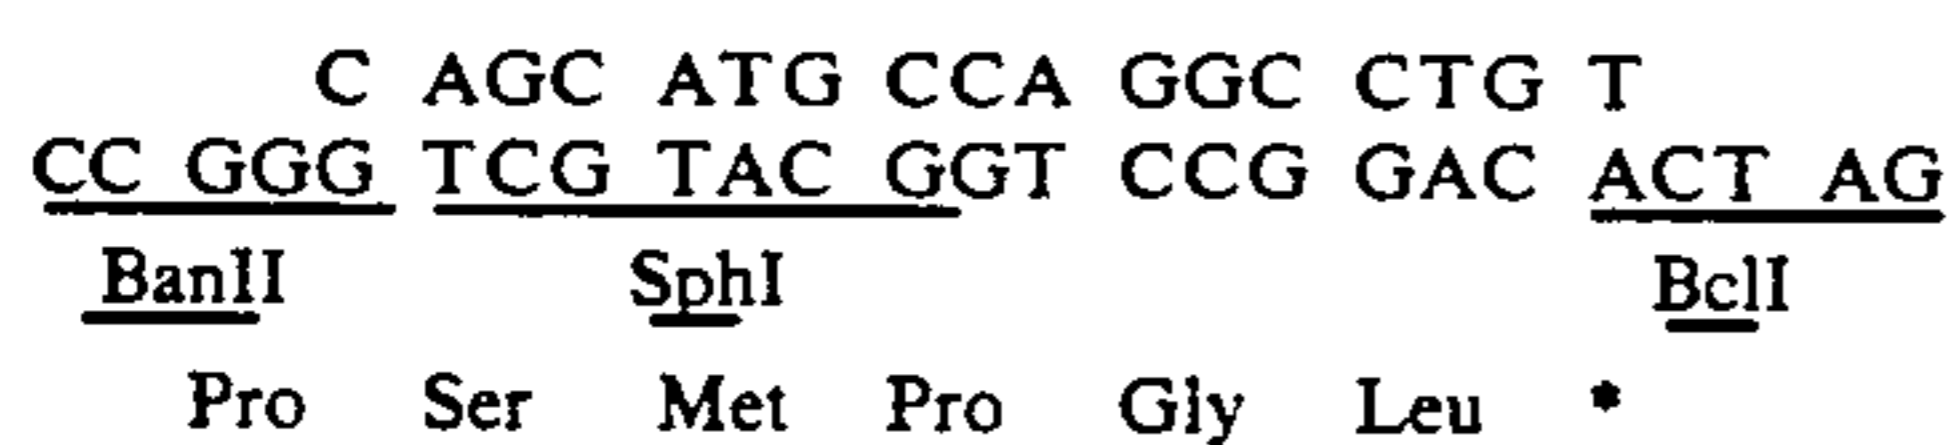 C AGC ATG CCA GGC CTG T
CC GGG TCG TAC GGT CCG GAC ACT AG
BanII SphI BclI
Pro Ser Met Pro Gly Leu *